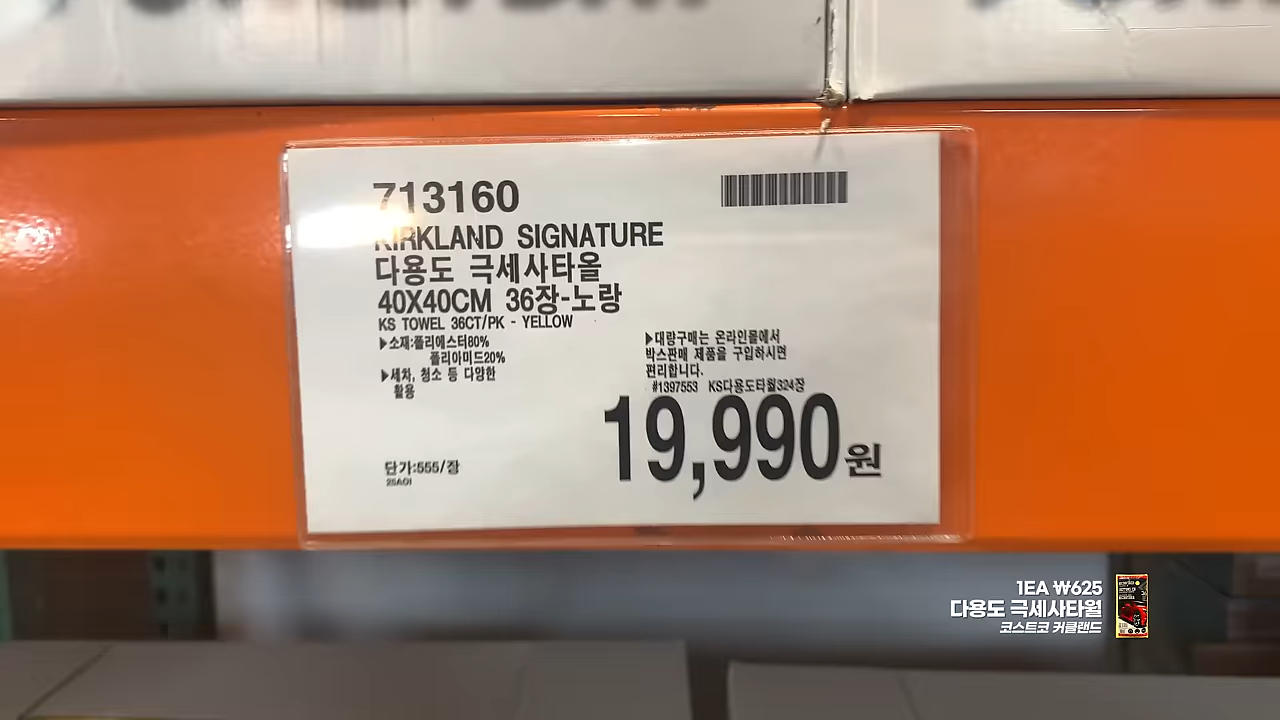 713160
KIRKLAND SIGNATURE
다용도 극세사타올
40X40CM 36장-노랑
KS TOWEL 36CT/PK - YELLOW
▶소재:폴리에스터80%
폴리아미드20%
▶세차, 청소 등 다양한
활용
▶대량구매는 온라인몰에서
박스판매 제품을 구입하시면
편리합니다.
#1397553 KS다용도타월324장
19,990원
단가:555/장
1EA ₩625
다용도 극세사타월
코스트코 커클랜드